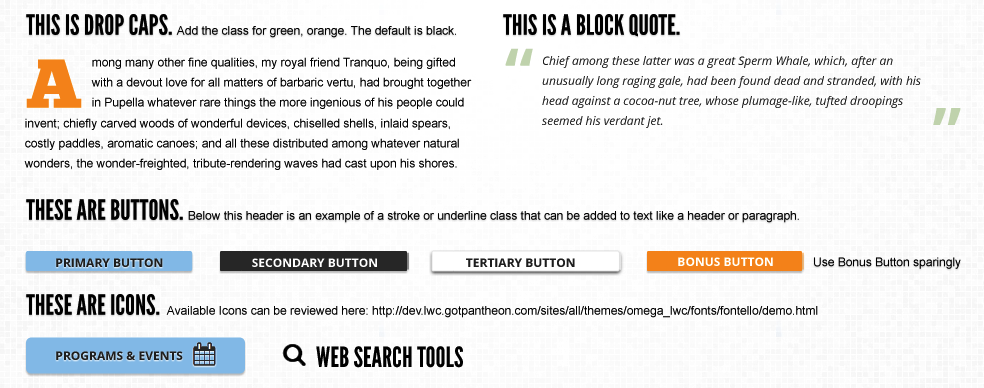 THIS IS DROP CAPS. Add the class for green, orange. The default is black.
Among many other fine qualities, my royal friend Tranquo, being gifted
with a devout love for all matters of barbaric vertu, had brought together
in Pupella whatever rare things the more ingenious of his people could
invent; chiefly carved woods of wonderful devices, chiselled shells, inlaid spears,
costly paddles, aromatic canoes; and all these distributed among whatever natural
wonders, the wonder-freighted, tribute-rendering waves had cast upon his shores.
THIS IS A BLOCK QUOTE.
"Chief among these latter was a great Sperm Whale, which, after an
unusually long raging gale, had been found dead and stranded, with his
head against a cocoa-nut tree, whose plumage-like, tufted droopings
seemed his verdant jet."
THESE ARE BUTTONS. Below this header is an example of a stroke or underline class that can be added to text like a header or paragraph.
PRIMARY BUTTON SECONDARY BUTTON TERTIARY BUTTON BONUS BUTTON Use Bonus Button sparingly
THESE ARE ICONS. Available Icons can be reviewed here: http://dev.lwc.gotpantheon.com/sites/all/themes/omega_lwc/fonts/fontello/demo.html
PROGRAMS & EVENTS WEB SEARCH TOOLS